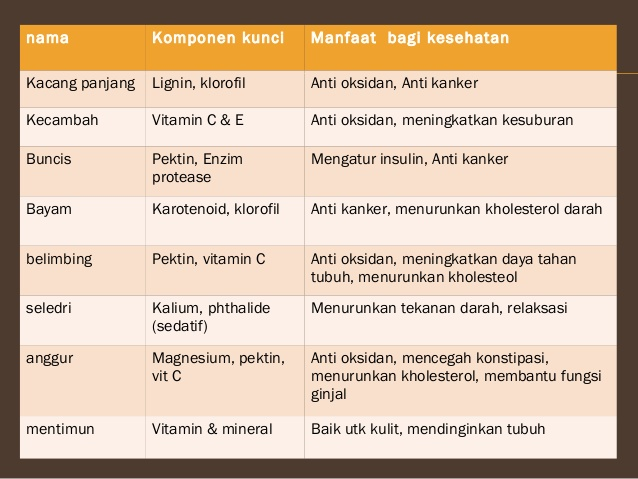 nama Komponen kunci Manfaat bagi kesehatan
Kacang panjang Lignin, klorofil Anti oksidan, Anti kanker
Kecambah Vitamin C & E Anti oksidan, meningkatkan kesuburan
Buncis Pektin, Enzim Mengatur insulin, Anti kanker
protease
Bayam Karotenoid, klorofil Anti kanker, menurunkan kholesterol darah
belimbing Pektin, vitamin C Anti oksidan, meningkatkan daya tahan
tubuh, menurunkan kholesteol
seledri Kalium, phthalide Menurunkan tekanan darah, relaksasi
(sedatif)
anggur Magnesium, pektin, Anti oksidan, mencegah konstipasi,
vit C menurunkan kholesterol, membantu fungsi
ginjal
mentimun Vitamin & mineral Baik utk kulit, mendinginkan tubuh